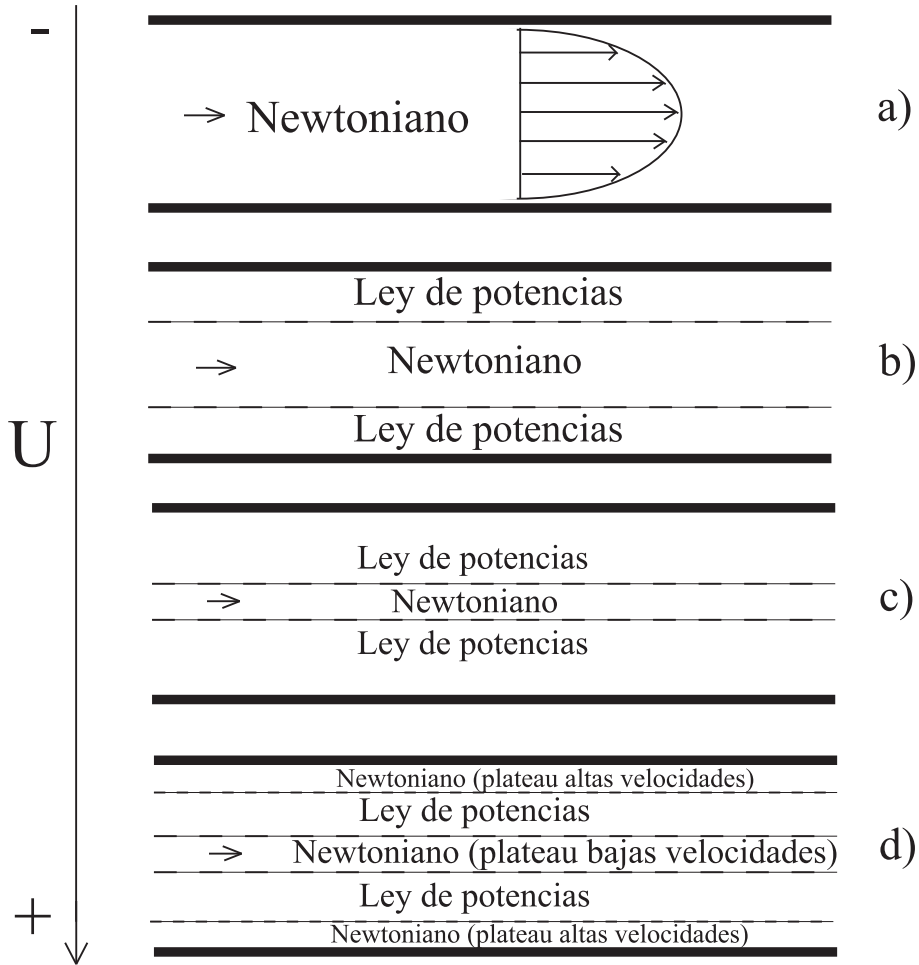 -
Newtoniano
a)
Ley de potencias
Newtoniano
b)
Ley de potencias
U
Ley de potencias
Newtoniano
c)
Ley de potencias
Newtoniano (plateau altas velocidades)
Ley de potencias
Newtoniano (plateau bajas velocidades)
d)
Ley de potencias
+
Newtoniano (plateau altas velocidades)